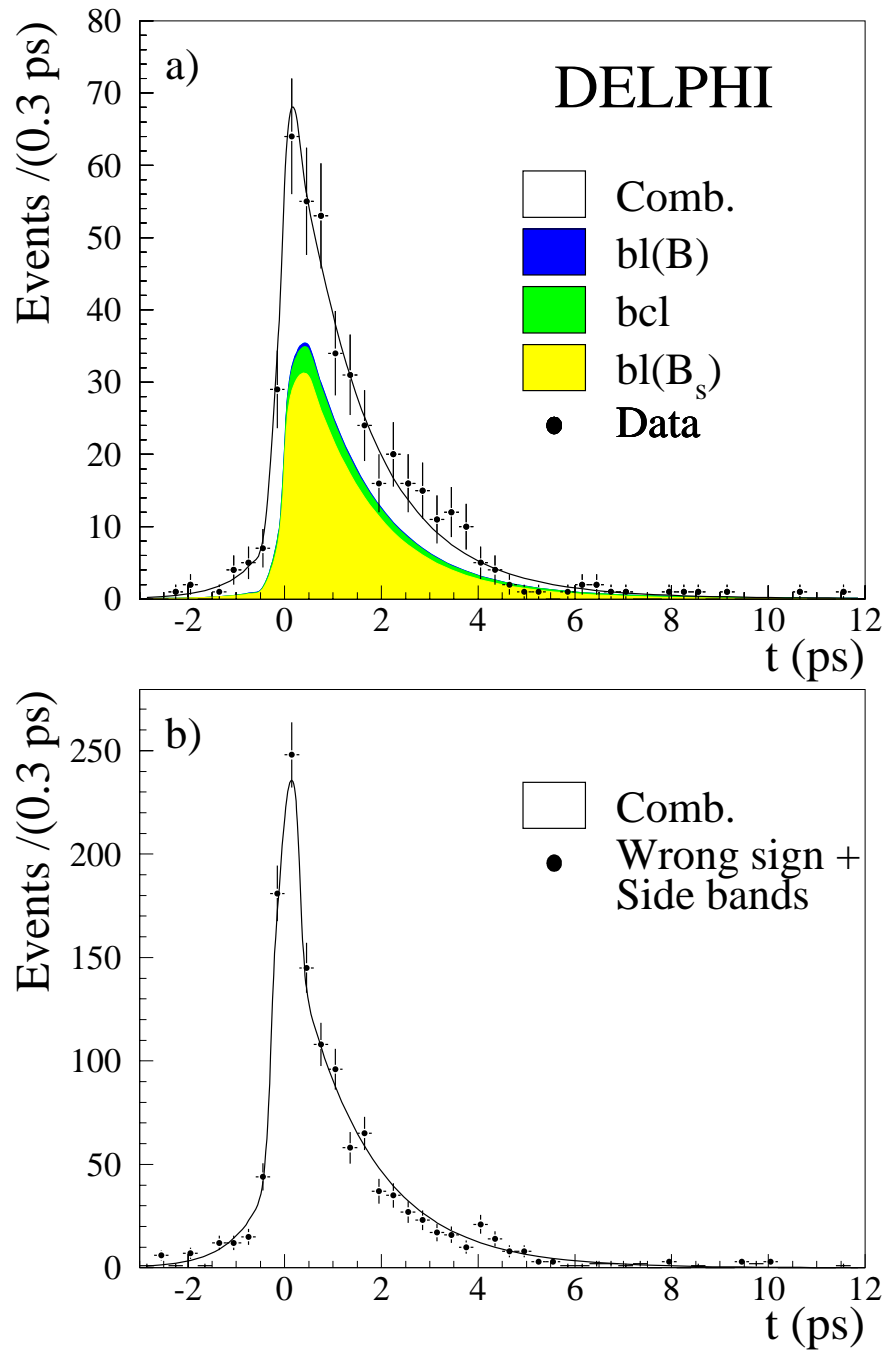 Events /(0.3 ps)
80
70
60
50
40
30
20
10
0
a)
DELPHI
Comb.
bl(B)
bcl
bl(Bs)
Data
-2 0 2 4 6 8 10 12
t (ps)
Events /(0.3 ps)
250
200
150
100
50
0
b)
Comb.
Wrong sign +
Side bands
-2 0 2 4 6 8 10 12
t (ps)